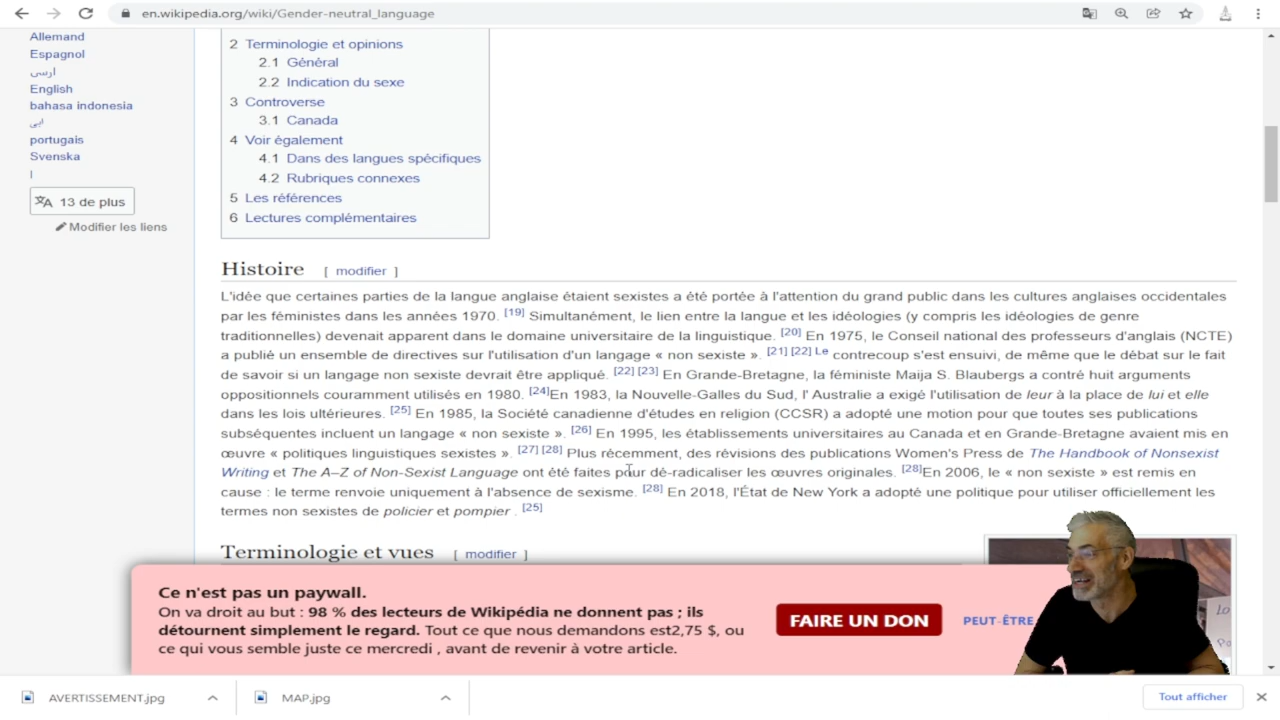 en.wikipedia.org/wiki/Gender-neutral_language
Allemand
Espagnol
English
bahasa indonesia
portugais
Svenska
13 de plus
Modifier les liens
2 Terminologie et opinions
2.1 Général
2.2 Indication du sexe
3 Controverse
3.1 Canada
4 Voir également
4.1 Dans des langues spécifiques
4.2 Rubriques connexes
5 Les références
6 Lectures complémentaires
Histoire [ modifier ]
L'idée que certaines parties de la langue anglaise étaient sexistes a été portée à l'attention du grand public dans les cultures anglaises occidentales
par les féministes dans les années 1970. [19] Simultanément, le lien entre la langue et les idéologies (y compris les idéologies de genre
traditionnelles) devenait apparent dans le domaine universitaire de la linguistique. [20] En 1975, le Conseil national des professeurs d'anglais (NCTE)
a publié un ensemble de directives sur l'utilisation d'un langage « non sexiste ». [21] [22] Le contrecoup s'est ensuivi, de même que le débat sur le fait
de savoir si un langage non sexiste devrait être appliqué. [22] [23] En Grande-Bretagne, la féministe Maija S. Blaubergs a contré huit arguments
oppositionnels couramment utilisés en 1980. [24]En 1983, la Nouvelle-Galles du Sud, l' Australie a exigé l'utilisation de leur à la place de lui et elle
dans les lois ultérieures. [25] En 1985, la Société canadienne d'études en religion (CCSR) a adopté une motion pour que toutes ses publications
subséquentes incluent un langage « non sexiste ». [26] En 1995, les établissements universitaires au Canada et en Grande-Bretagne avaient mis en
œuvre « politiques linguistiques sexistes ». [27] [28] Plus récemment, des révisions des publications Women's Press de The Handbook of Nonsexist
Writing et The A–Z of Non-Sexist Language ont été faites pour dé-radicaliser les œuvres originales. [28]En 2006, le « non sexiste » est remis en
cause : le terme renvoie uniquement à l'absence de sexisme. [28] En 2018, l'État de New York a adopté une politique pour utiliser officiellement les
termes non sexistes de policier et pompier . [25]
Terminologie et vues [ modifier ]
Ce n'est pas un paywall.
On va droit au but : 98 % des lecteurs de Wikipédia ne donnent pas ; ils
détournent simplement le regard. Tout ce que nous demandons est2,75 $, ou
ce qui vous semble juste ce mercredi , avant de revenir à votre article.
FAIRE UN DON
PEUT-ÊTRE
AVERTISSEMENT.jpg
MAP.jpg
Tout afficher